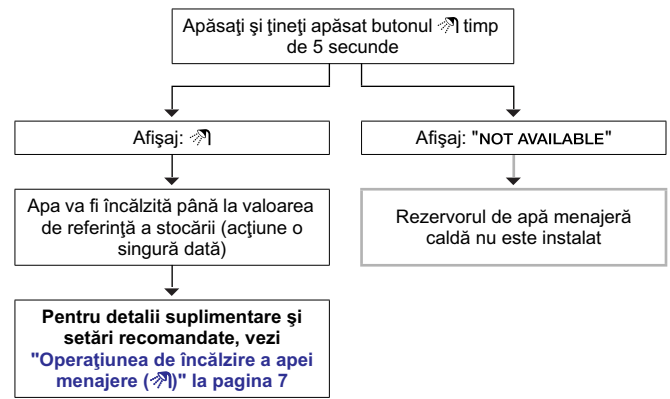 Apăsaţi şi ţineţi apăsat butonul timp
de 5 secunde
Afişaj:
Afişaj: "NOT AVAILABLE"
Apa va fi încălzită până la valoarea
de referinţă a stocării (acţiune o
singură dată)
Rezervorul de apă menajeră
caldă nu este instalat
Pentru detalii suplimentare şi
setări recomandate, vezi
"Operaţiunea de încălzire a apei
menajere ()" la pagina 7